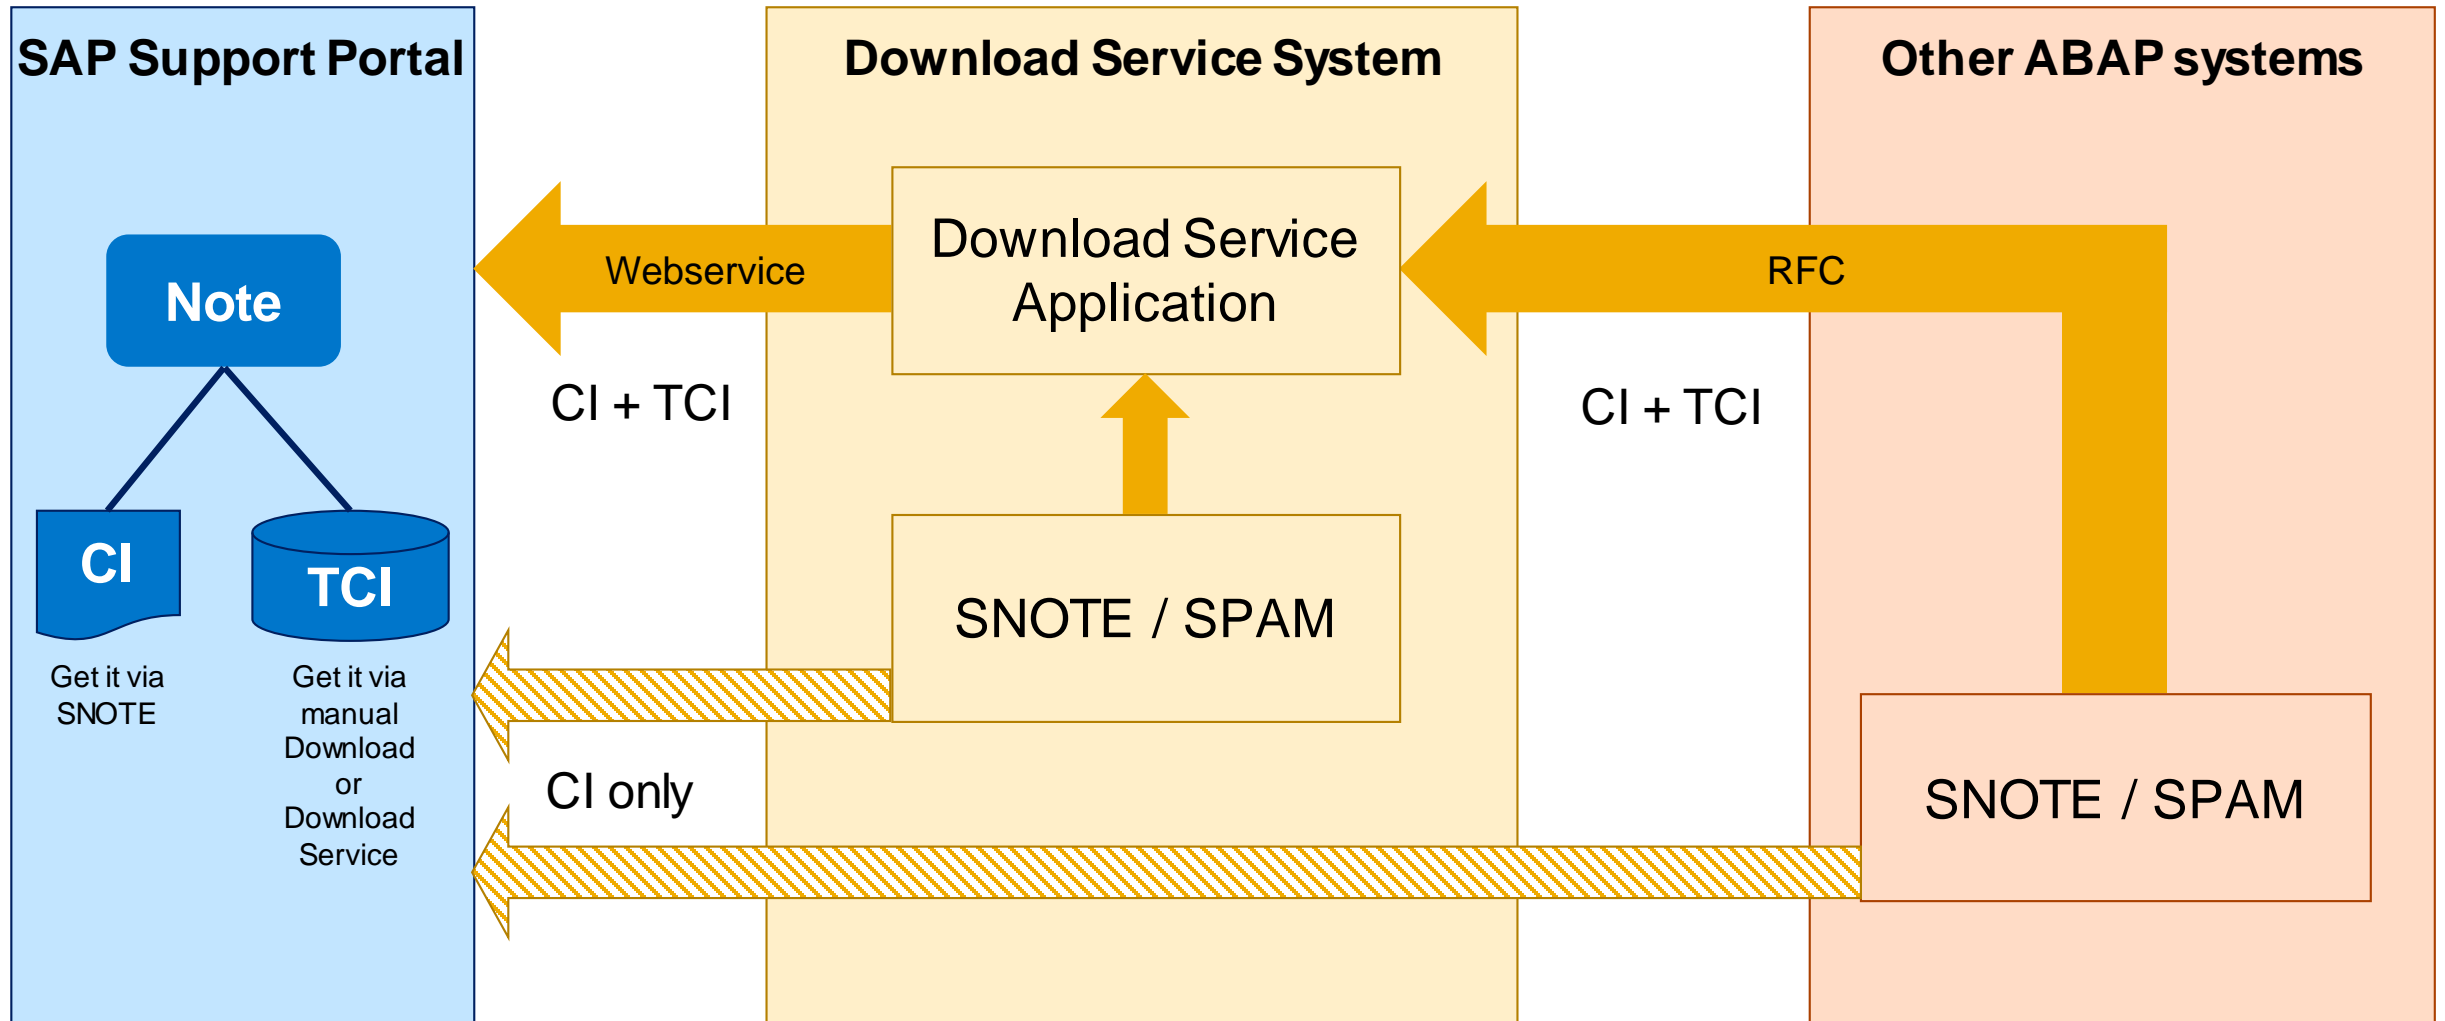 SAP Support Portal
Note
CI
TCI
Get it via
SNOTE
Get it via
manual
Download
or
Download
Service
Webservice
CI + TCI
CI only
Download Service System
Download Service
Application
SNOTE / SPAM
RFC
CI + TCI
Other ABAP systems
SNOTE / SPAM